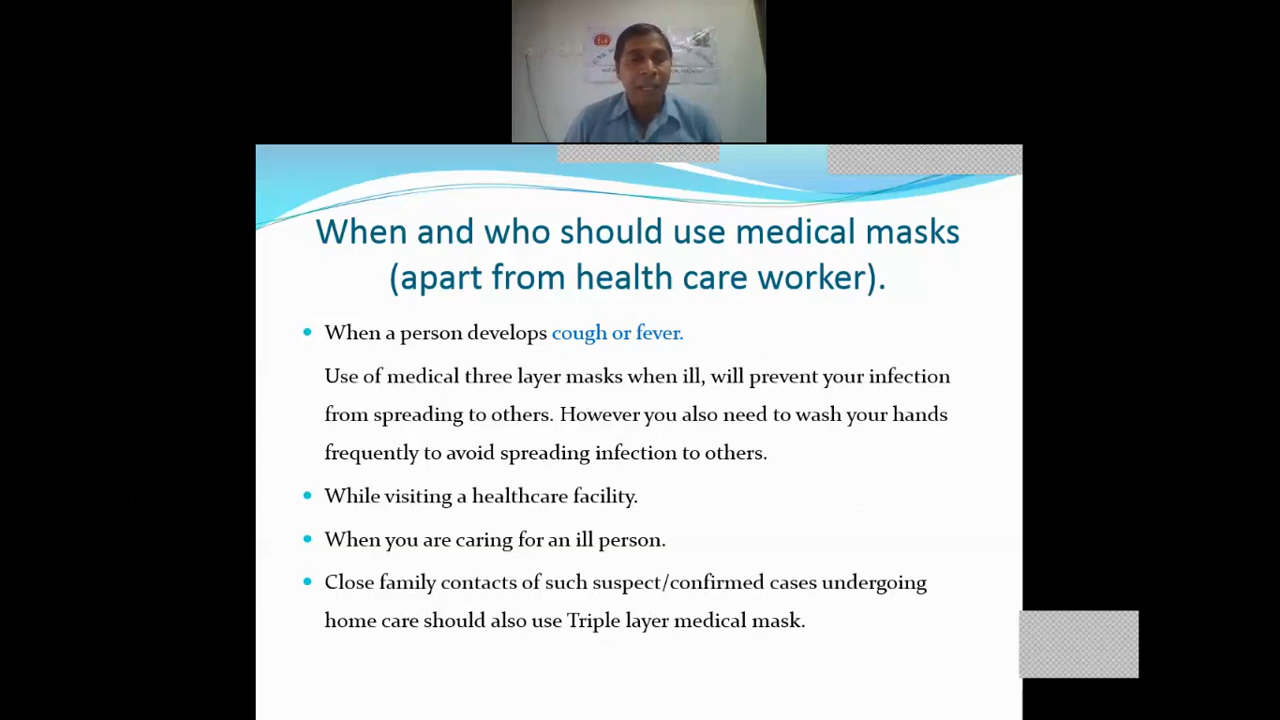 When and who should use medical masks
(apart from health care worker).
When a person develops cough or fever.
Use of medical three layer masks when ill, will prevent your infection
from spreading to others. However you also need to wash your hands
frequently to avoid spreading infection to others.
While visiting a healthcare facility.
When you are caring for an ill person.
Close family contacts of such suspect/confirmed cases undergoing
home care should also use Triple layer medical mask.